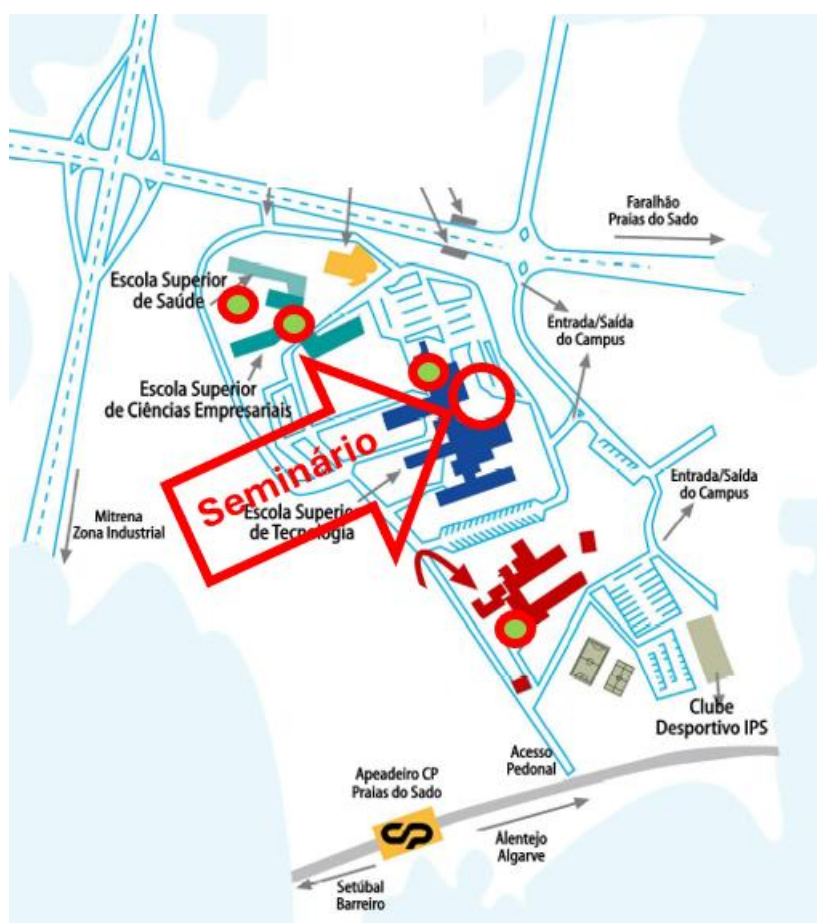 Faralhão
Praias do Sado
Escola Superior
de Saúde
Entrada/Saída
do Campus
Escola Superior
de Ciências Empresariais
Seminário
Entrada/Saída
do Campus
Mitrena
Zona Industrial
Escola Superior
de Tecnologia
Clube
Desportivo IPS
Acesso
Pedonal
Apeadeiro CP
Praias do Sado
CP
Alentejo
Algarve
Setúbal
Barreiro